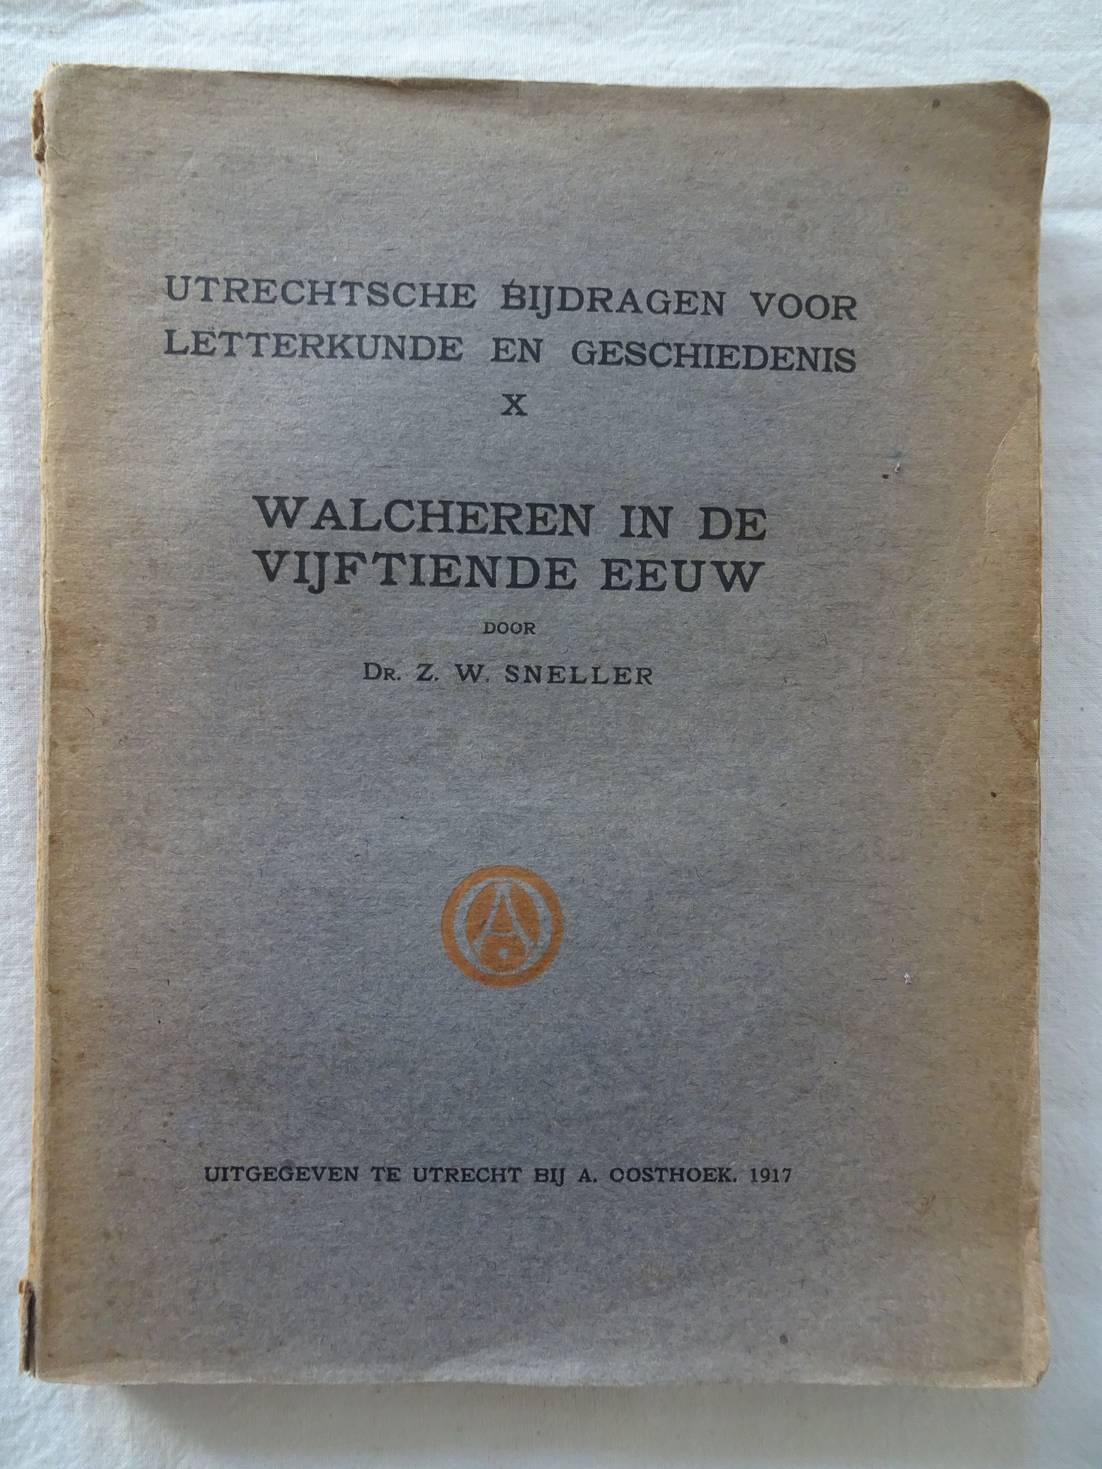 UTRECHTSCHE BIJDRAGEN VOOR
LETTERKUNDE EN GESCHIEDENIS
X
WALCHEREN IN DE
VIJFTIENDE EEUW
DOOR
DR. Z. W. SNELLER
UITGEGEVEN TE UTRECHT BIJ A. OOSTHOEK. 1917